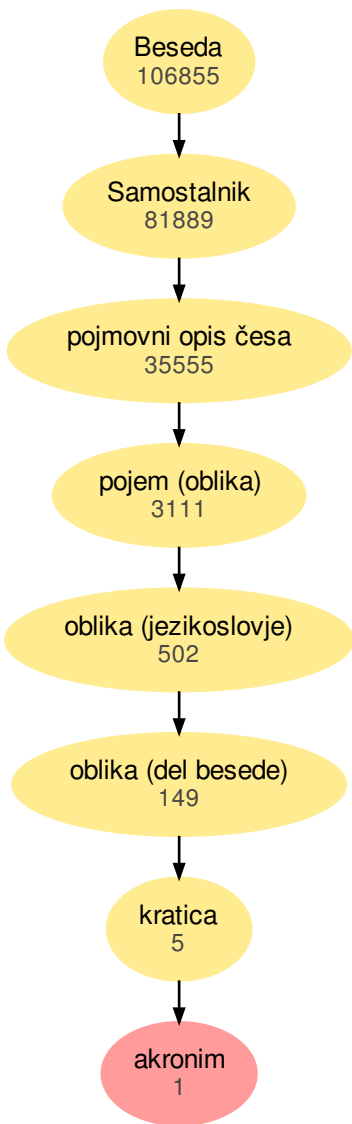 Beseda
106855
Samostalnik
81889
pojmovni opis česa
35555
pojem (oblika)
3111
oblika (jezikoslovje)
502
oblika (del besede)
149
kratica
5
akronim
1